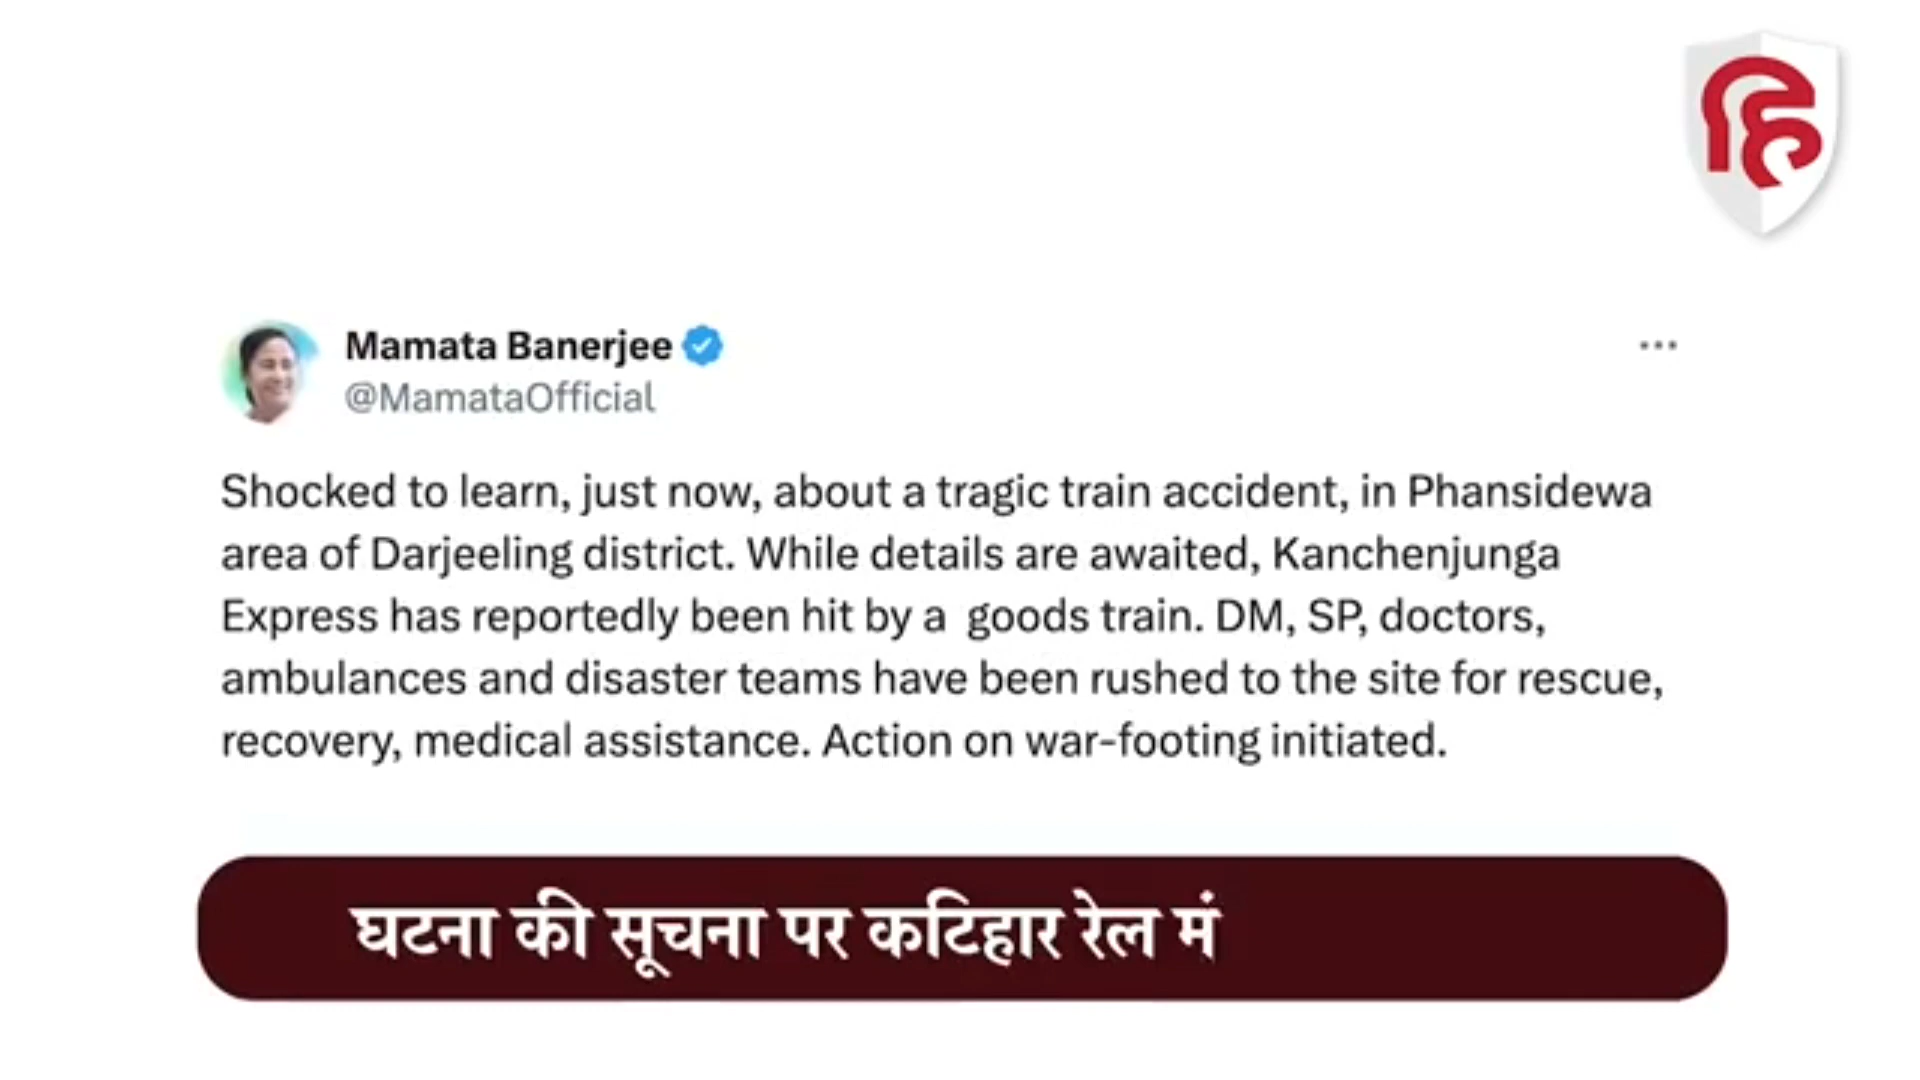 हि
Mamata Banerjee
@MamataOfficial
Shocked to learn, just now, about a tragic train accident, in Phansidewa
area of Darjeeling district. While details are awaited, Kanchenjunga
Express has reportedly been hit by a  goods train. DM, SP, doctors,
ambulances and disaster teams have been rushed to the site for rescue,
recovery, medical assistance. Action on war-footing initiated.
घटना की सूचना पर कटिहार रेल मं